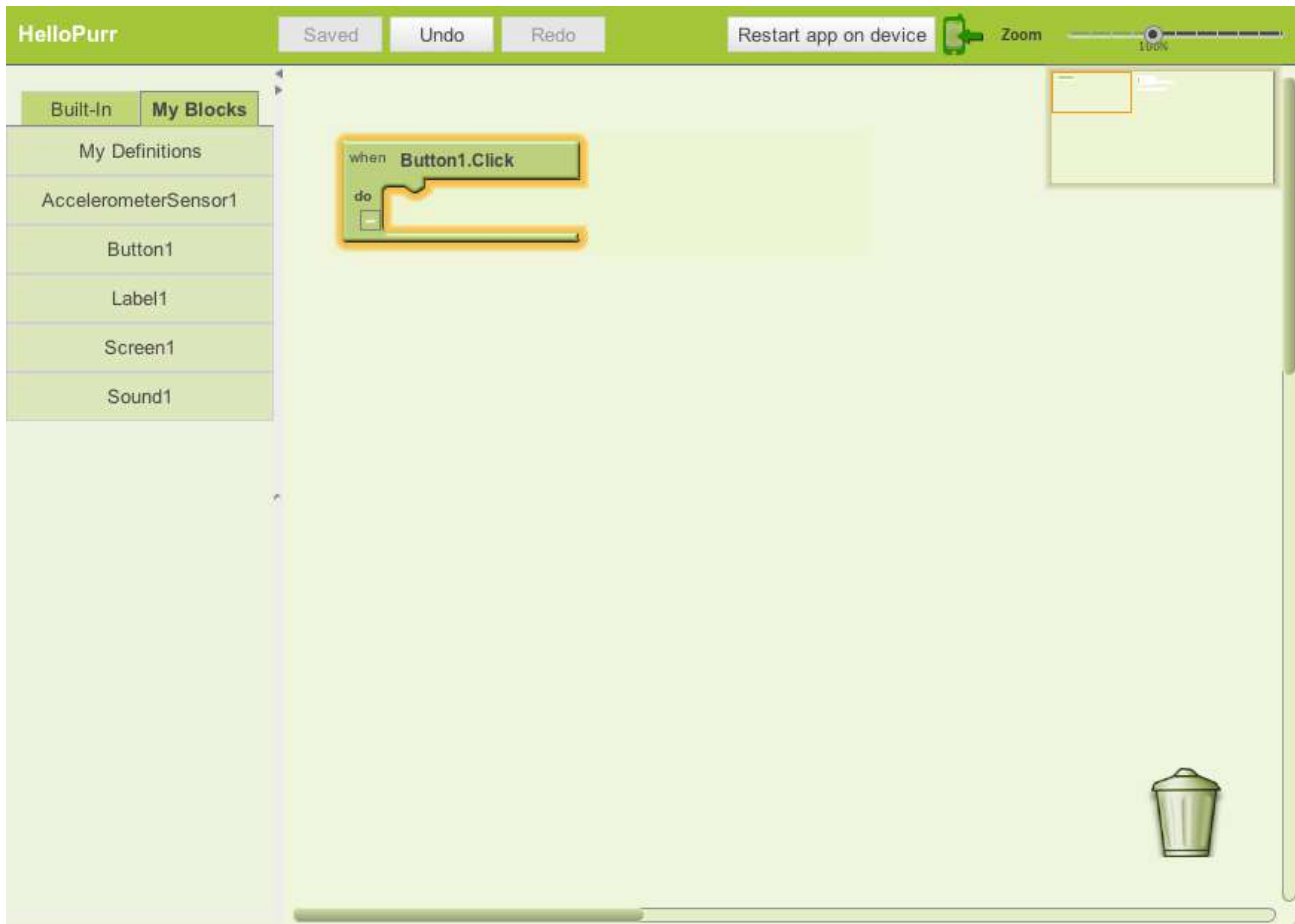 HelloPurr
Saved
Undo
Redo
Restart app on device
Zoom
100%
Built-In
My Blocks
My Definitions
AccelerometerSensor1
Button1
Label1
Screen1
Sound1
when Button1.Click
do